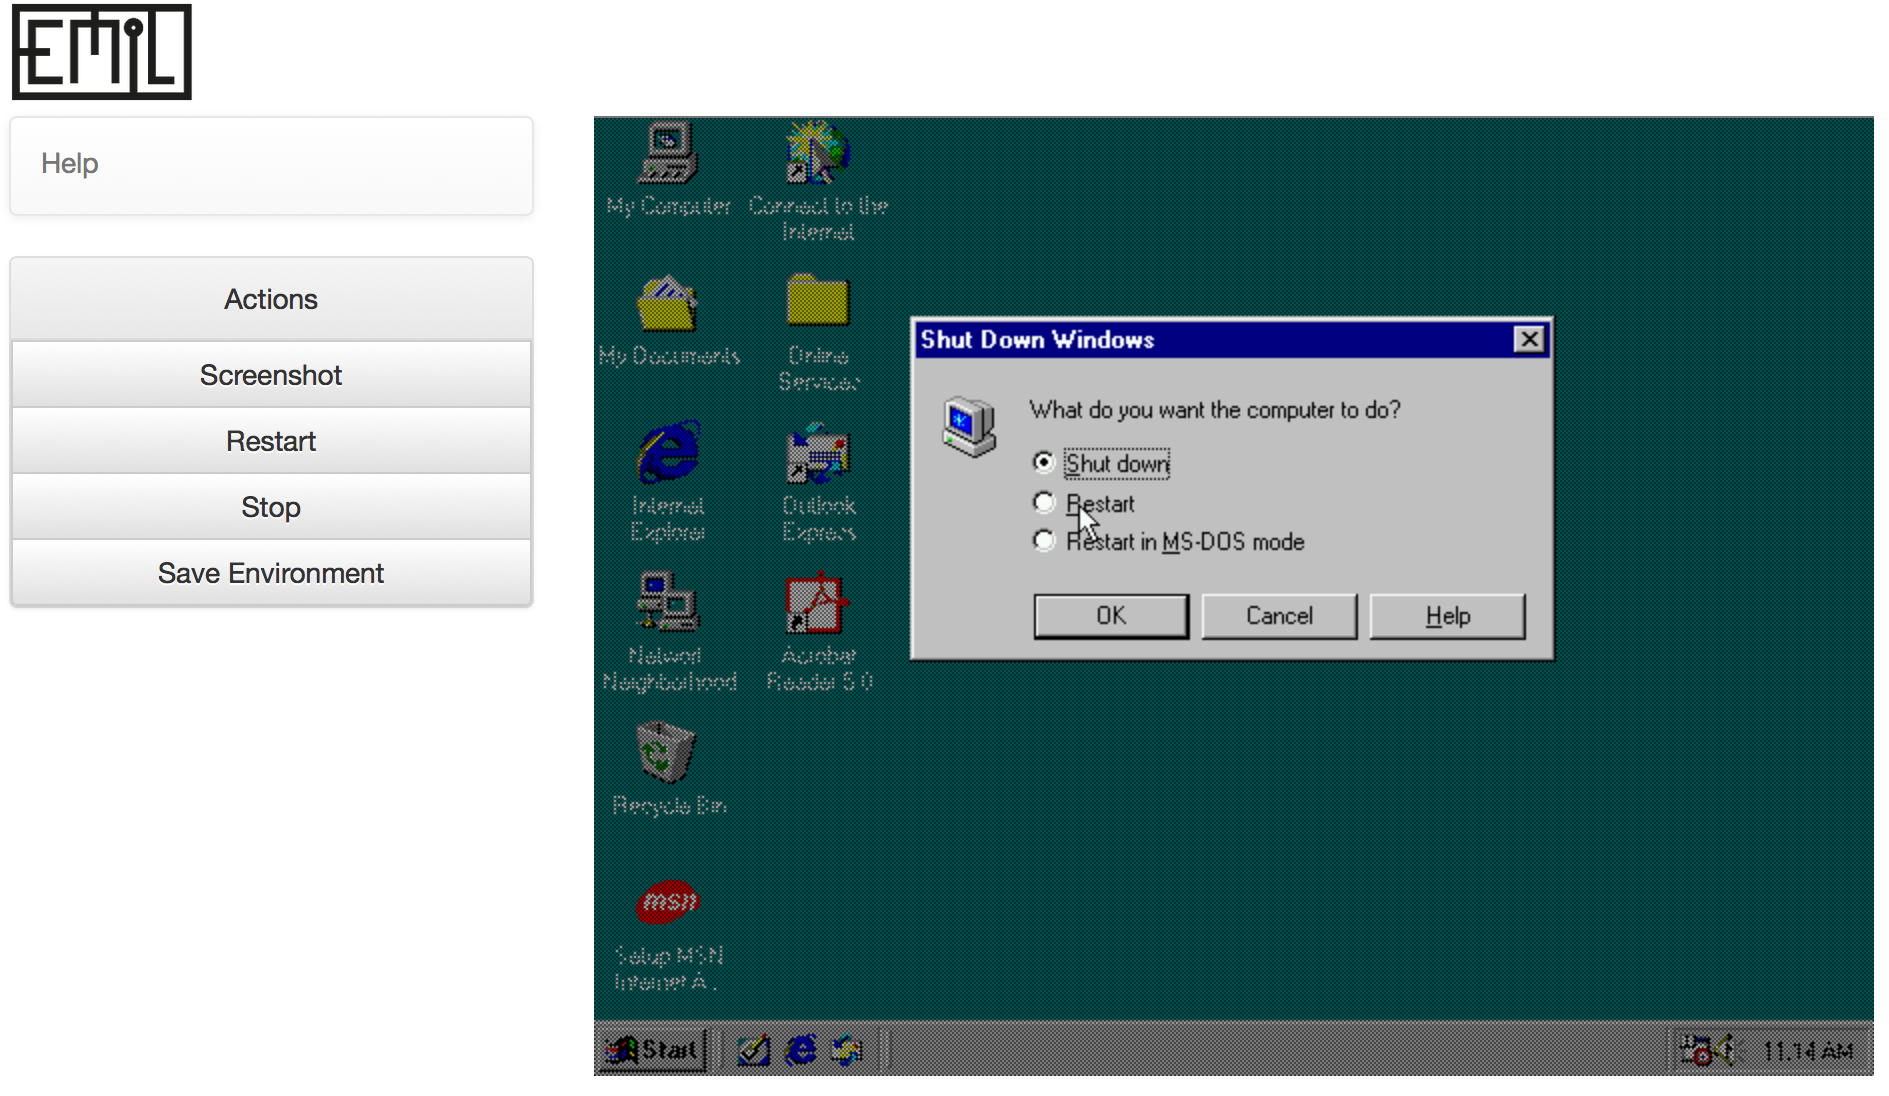 EMiL
Help
Actions
Screenshot
Restart
Stop
Save Environment
My Computer
Connect to the
Internet
My Documents
Online
Services
Internet
Explorer
Outlook
Express
Network
Neighborhood
Acrobat
Reader 5.0
Recycle Bin
msn
Setup MSN
Internet A...
Shut Down Windows
What do you want the computer to do?
Shut down
Restart
Restart in MS-DOS mode
OK
Cancel
Help
Start
11:14 AM